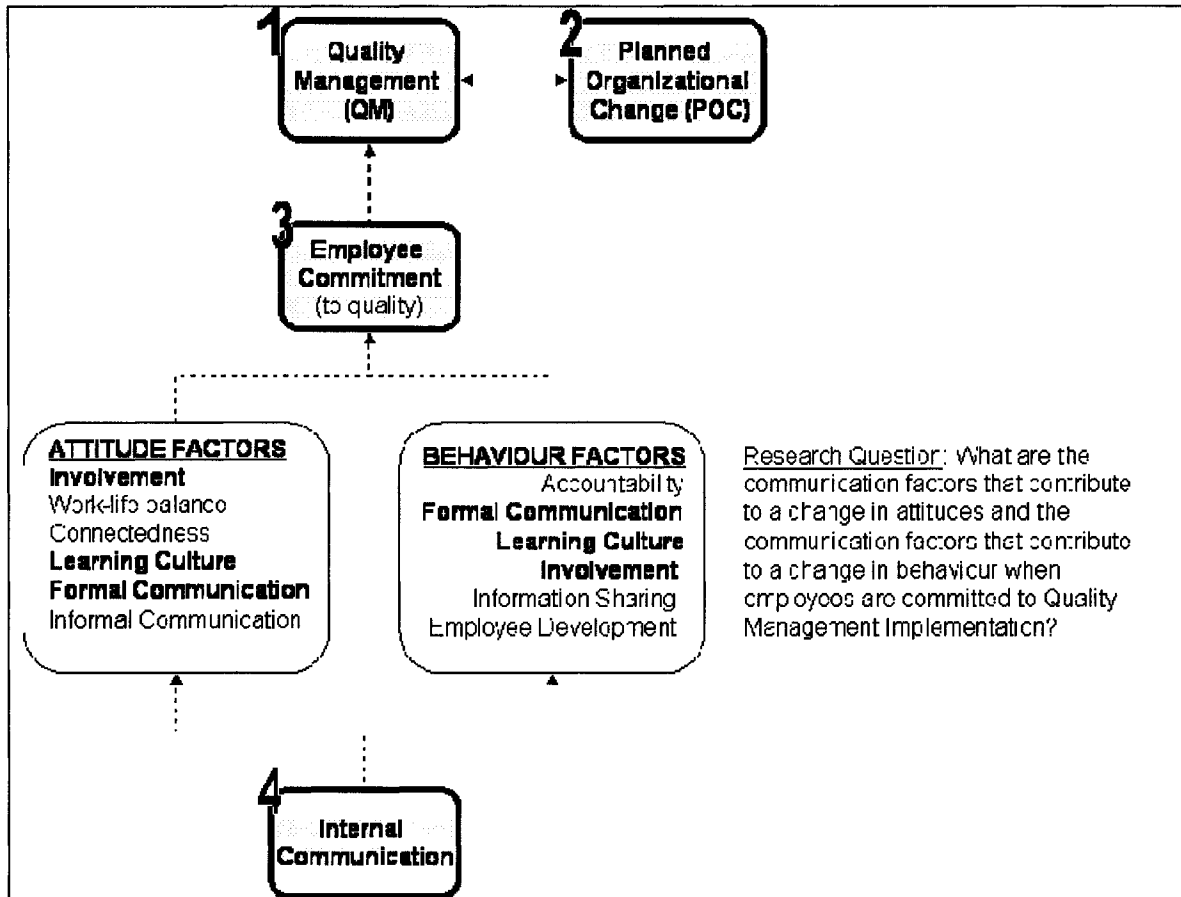 1
Quality
Management
(QM)
2
Planned
Organizational
Change (POC)
3
Employee
Commitment
(to quality)
ATTITUDE FACTORS
Involvement
Work-life balance
Connectedness
Learning Culture
Formal Communication
Informal Communication
BEHAVIOUR FACTORS
Accountability
Formal Communication
Learning Culture
Involvement
Information Sharing
Employee Development
Research Question: What are the
communication factors that contribute
to a change in attitudes and the
communication factors that contribute
to a change in behaviour when
employees are committed to Quality
Management Implementation?
4
Internal
Communication